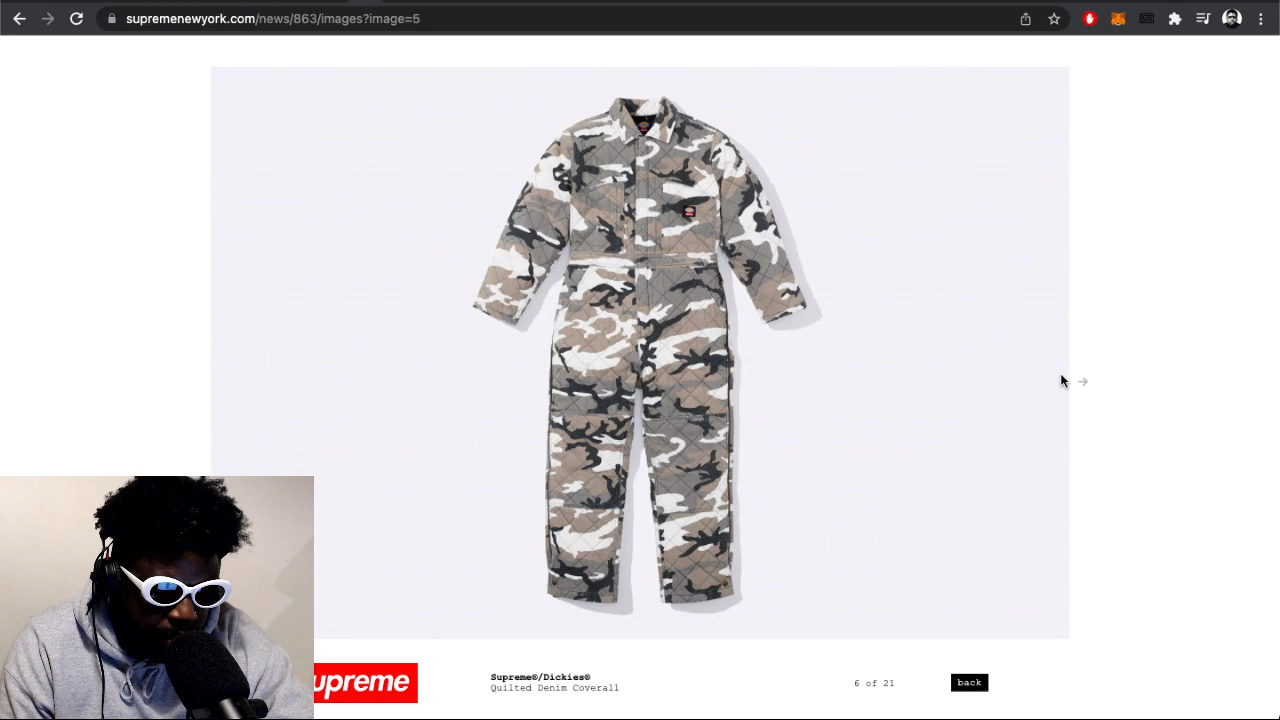 supremenewyork.com/news/863/images?image=5
upreme
Supreme®/Dickies®
Quilted Denim Coverall
6 of 21
back